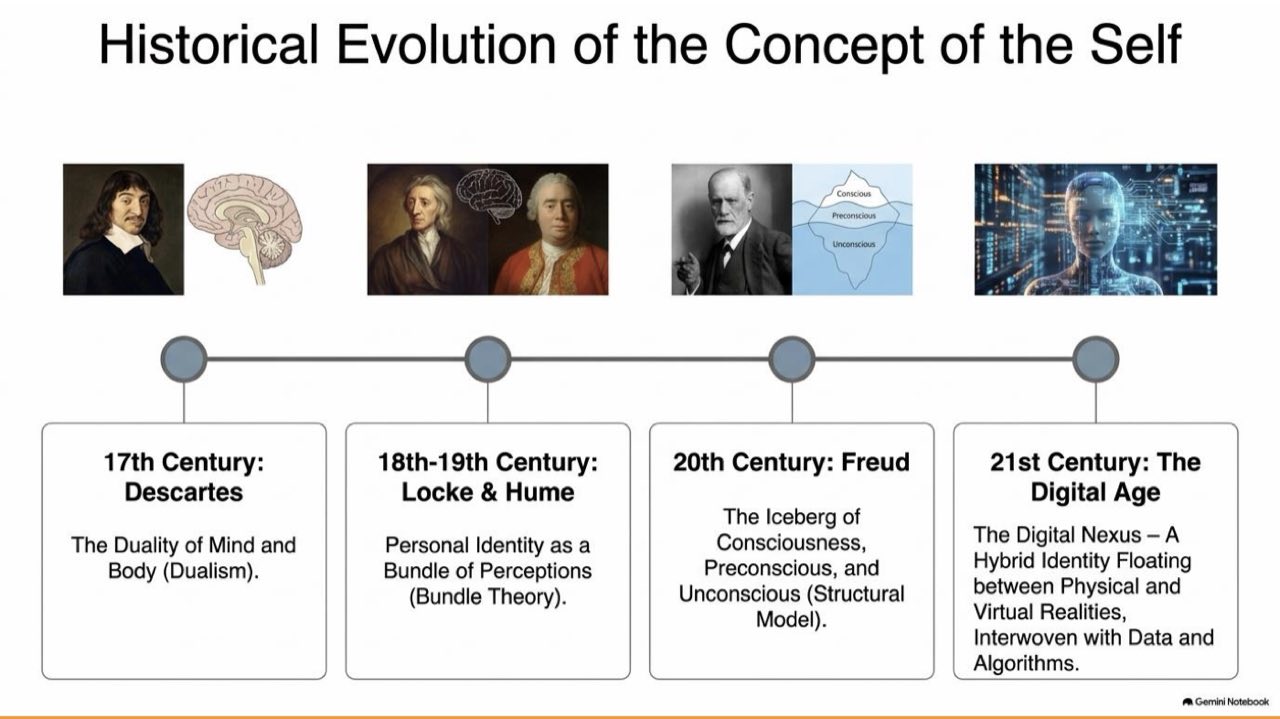 Historical Evolution of the Concept of the Self
Conscious
Preconscious
Unconscious
17th Century:
Descartes
The Duality of Mind and
Body (Dualism).
18th-19th Century:
Locke & Hume
Personal Identity as a
Bundle of Perceptions
(Bundle Theory).
20th Century: Freud
The Iceberg of
Consciousness,
Preconscious, and
Unconscious (Structural
Model).
21st Century: The
Digital Age
The Digital Nexus – A
Hybrid Identity Floating
between Physical and
Virtual Realities,
Interwoven with Data and
Algorithms.
Gemini Notebook